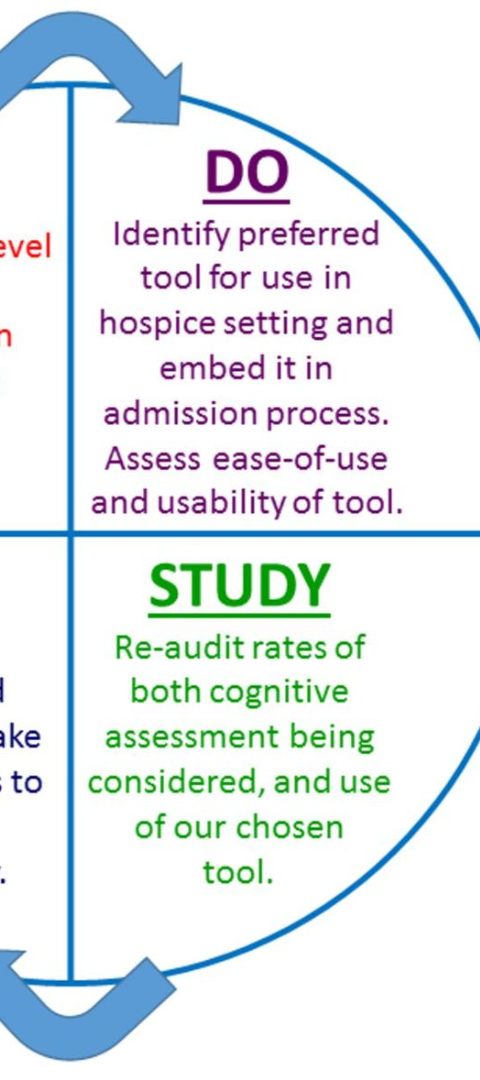 DO
Identify preferred
tool for use in
hospice setting and
embed it in
admission process.
Assess ease-of-use
and usability of tool.
STUDY
Re-audit rates of
both cognitive
assessment being
considered, and use
of our chosen
tool.
to